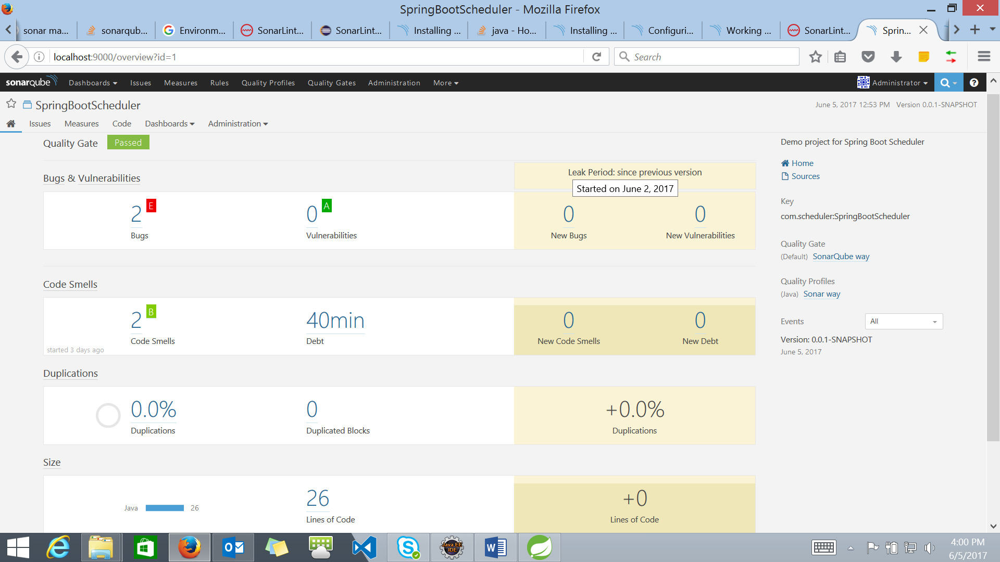 SpringBootScheduler - Mozilla Firefox
sonar ma...
sonarqub...
Environm...
SonarLint...
SonarLint...
Installing ...
java - Ho...
Installing ...
Configuri...
Working ...
SonarLint...
Sprin...
localhost:9000/overview?id=1
Search
sonarqube
Dashboards
Issues
Measures
Rules
Quality Profiles
Quality Gates
Administration
More
Administrator
SpringBootScheduler
June 5, 2017 12:53 PM Version 0.0.1-SNAPSHOT
Issues
Measures
Code
Dashboards
Administration
Quality Gate Passed
Bugs & Vulnerabilities
Leak Period: since previous version
Started on June 2, 2017
2 E
Bugs
0 A
Vulnerabilities
0
New Bugs
0
New Vulnerabilities
Code Smells
2 B
Code Smells
started 3 days ago
40min
Debt
0
New Code Smells
0
New Debt
Duplications
0.0%
Duplications
0
Duplicated Blocks
+0.0%
Duplications
Size
Java 26
26
Lines of Code
+0
Lines of Code
Demo project for Spring Boot Scheduler
Home
Sources
Key
com.scheduler:SpringBootScheduler
Quality Gate
(Default) SonarQube way
Quality Profiles
(Java) Sonar way
Events All
Version: 0.0.1-SNAPSHOT
June 5, 2017
Java EE
IDE
4:00 PM
6/5/2017